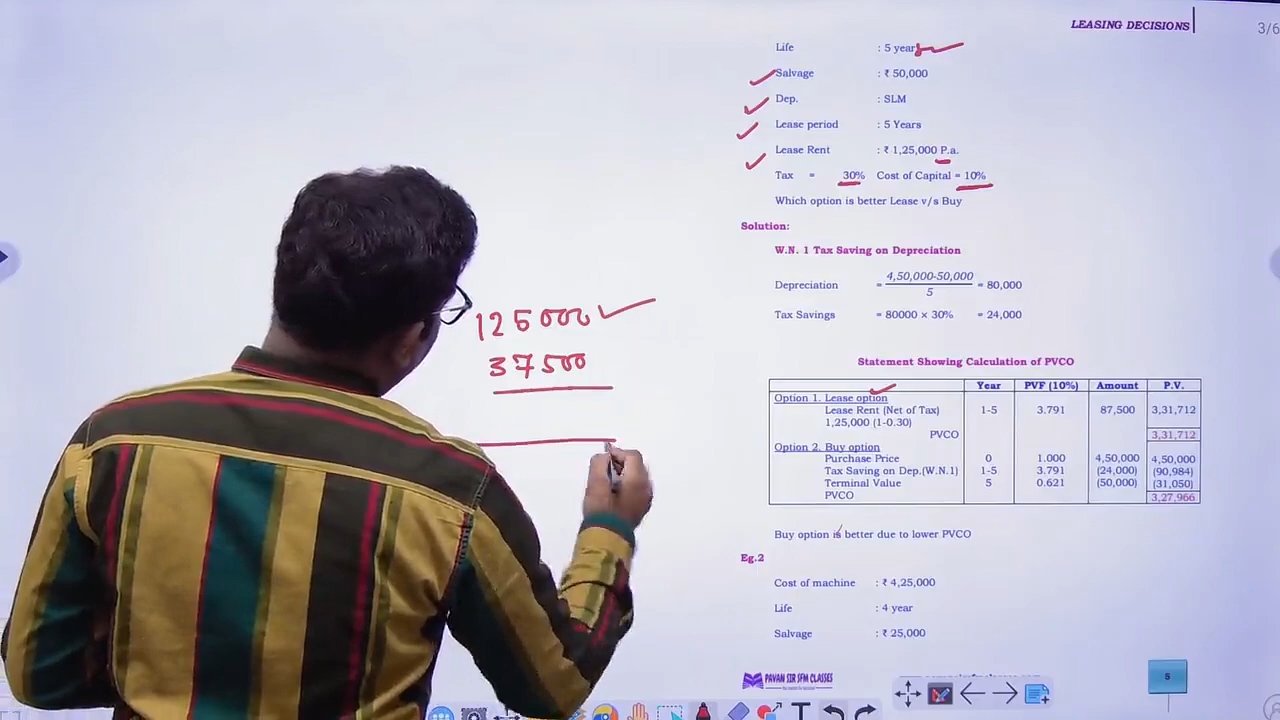 LEASING DECISIONS
3/6
Life : 5 year
Salvage : ₹ 50,000
Dep. : SLM
Lease period : 5 Years
Lease Rent : ₹ 1,25,000 P.a.
Tax = 30% Cost of Capital = 10%
Which option is better Lease v/s Buy
Solution:
W.N. 1 Tax Saving on Depreciation
Depreciation = 4,50,000-50,000 / 5 = 80,000
Tax Savings = 80000 × 30% = 24,000
125000
37500
Statement Showing Calculation of PVCO
Year PVF (10%) Amount P.V.
Option 1. Lease option
Lease Rent (Net of Tax) 1-5 3.791 87,500 3,31,712
1,25,000 (1-0.30)
PVCO 3,31,712
Option 2. Buy option
Purchase Price 0 1.000 4,50,000 4,50,000
Tax Saving on Dep.(W.N.1) 1-5 3.791 (24,000) (90,984)
Terminal Value 5 0.621 (50,000) (31,050)
PVCO 3,27,966
Buy option is better due to lower PVCO
Eg.2
Cost of machine : ₹ 4,25,000
Life : 4 year
Salvage : ₹ 25,000
PAVAN SIR SFM CLASSES
8